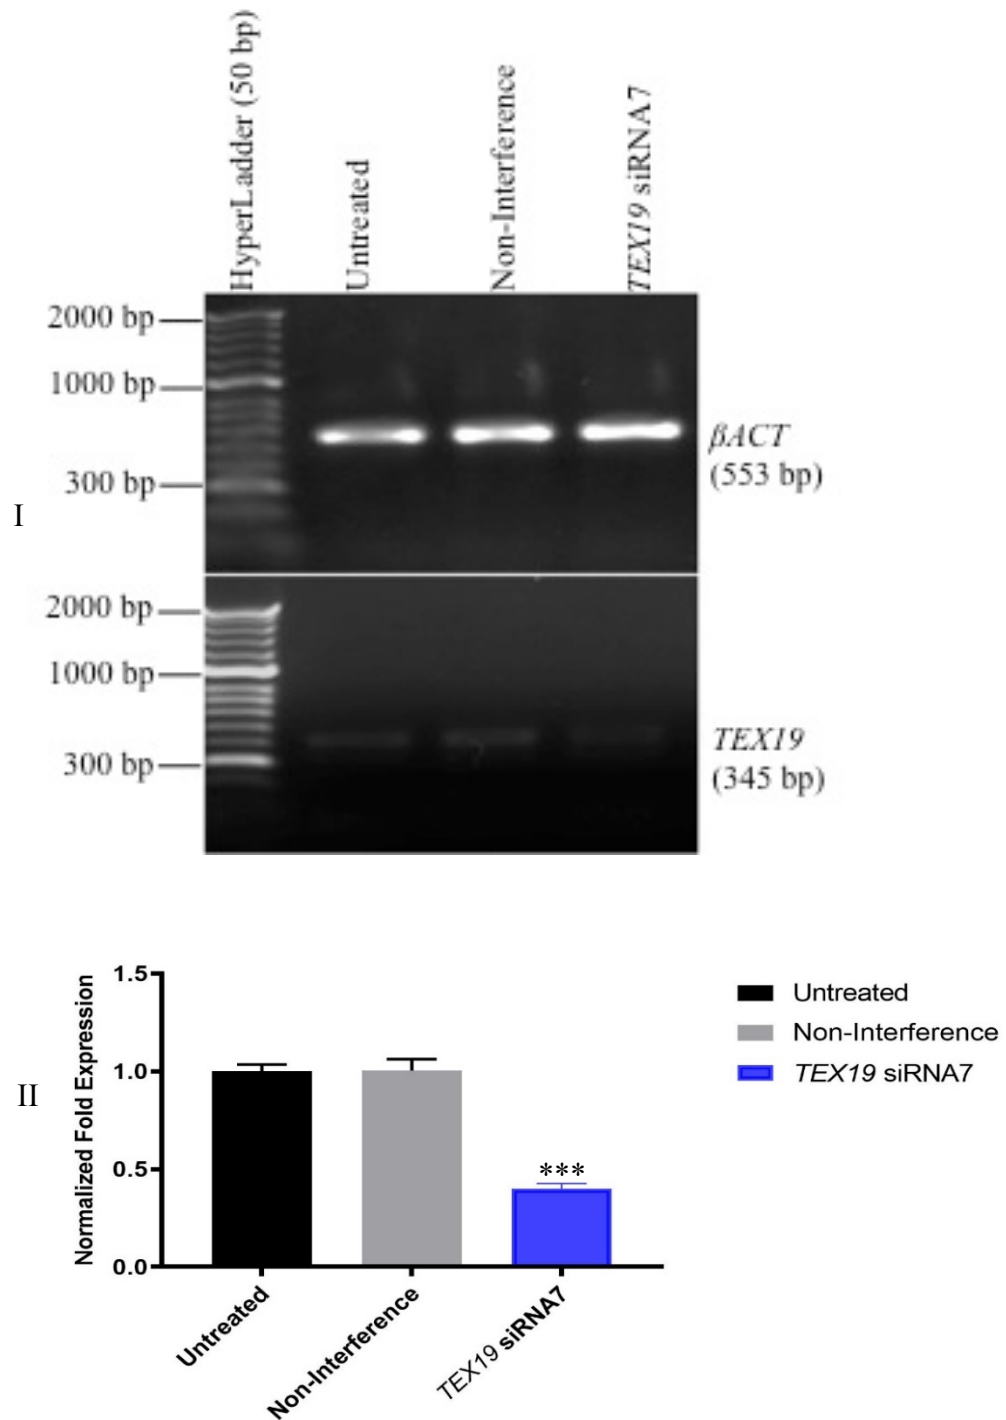 HyperLadder (50 bp)
Untreated
Non-Interference
TEX19 siRNA7
2000 bp
1000 bp
300 bp
βACT
(553 bp)
I
2000 bp
1000 bp
300 bp
TEX19
(345 bp)
II
Normalized Fold Expression
1.5
1.0
0.5
0.0
***
Untreated
Non-Interference
TEX19 siRNA7
Untreated
Non-Interference
TEX19 siRNA7